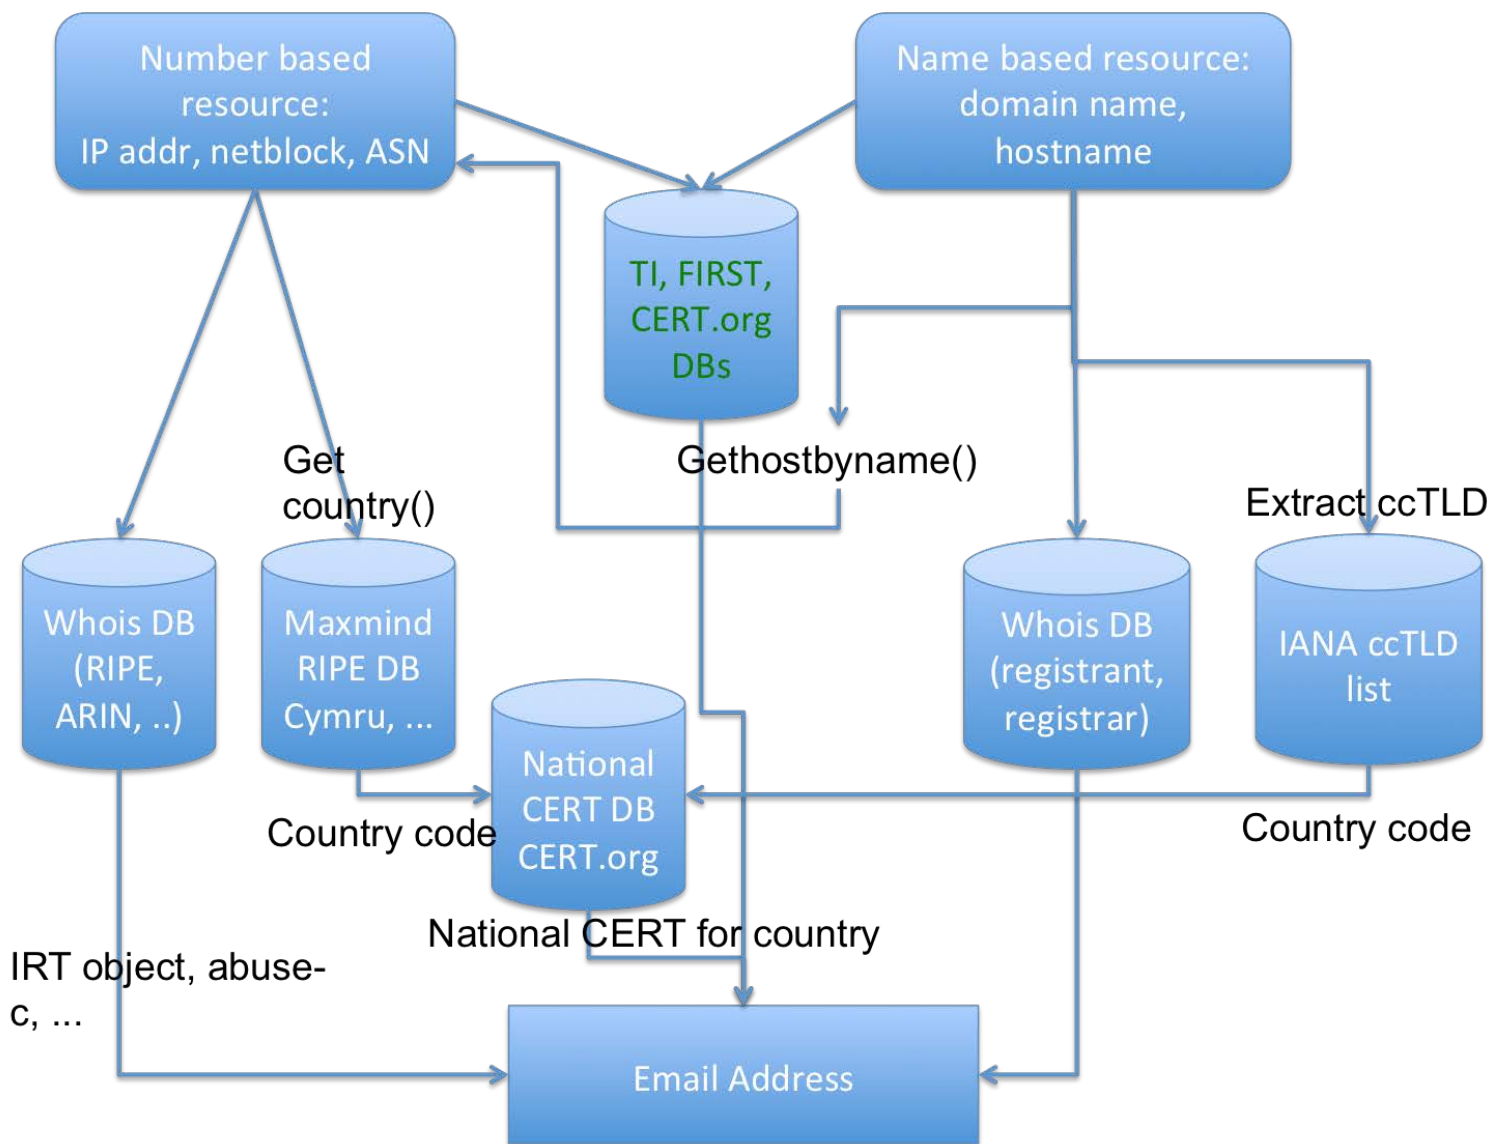 Number based
resource:
IP addr, netblock, ASN
Name based resource:
domain name,
hostname
TI, FIRST,
CERT.org
DBs
Get
country()
Gethostbyname()
Extract ccTLD
Whois DB
(RIPE,
ARIN, ..)
Maxmind
RIPE DB
Cymru, ...
National
CERT DB
CERT.org
Whois DB
(registrant,
registrar)
IANA ccTLD
list
Country code
Country code
National CERT for country
IRT object, abuse-
c, ...
Email Address